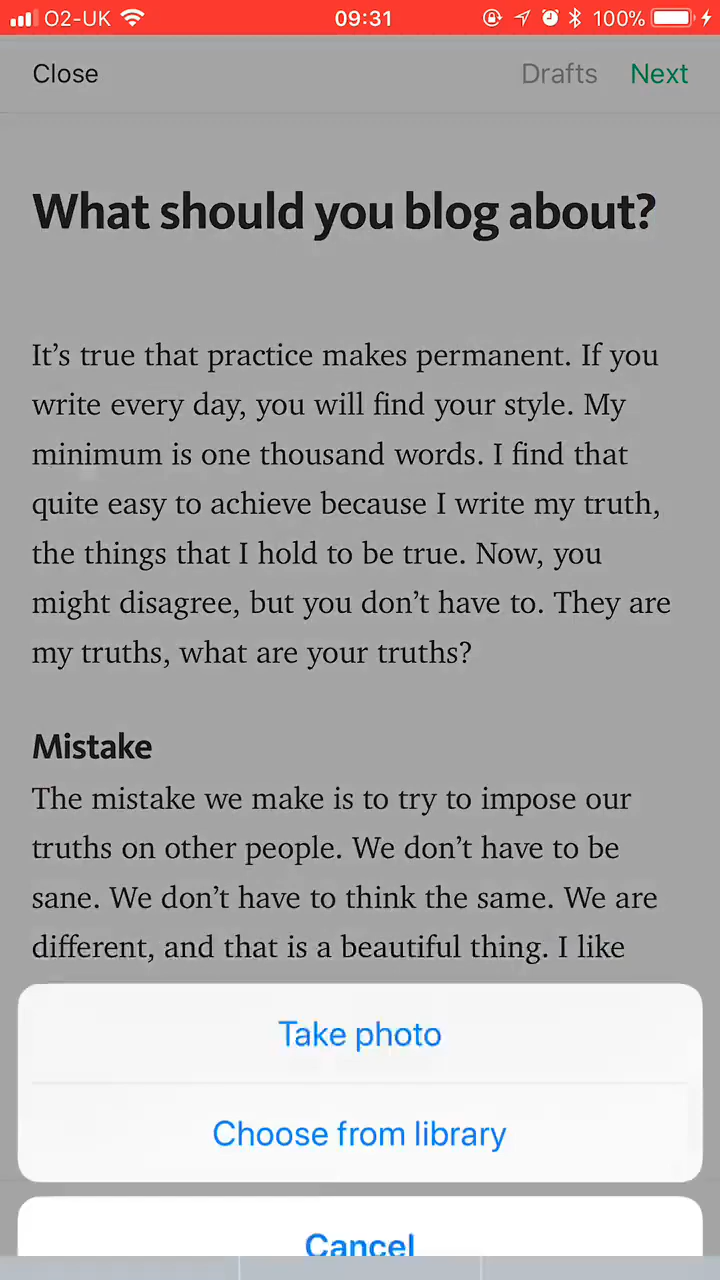 O2-UK 09:31 100%
Close Drafts Next
What should you blog about?
It’s true that practice makes permanent. If you
write every day, you will find your style. My
minimum is one thousand words. I find that
quite easy to achieve because I write my truth,
the things that I hold to be true. Now, you
might disagree, but you don’t have to. They are
my truths, what are your truths?
Mistake
The mistake we make is to try to impose our
truths on other people. We don’t have to be
sane. We don’t have to think the same. We are
different, and that is a beautiful thing. I like
Take photo
Choose from library
Cancel